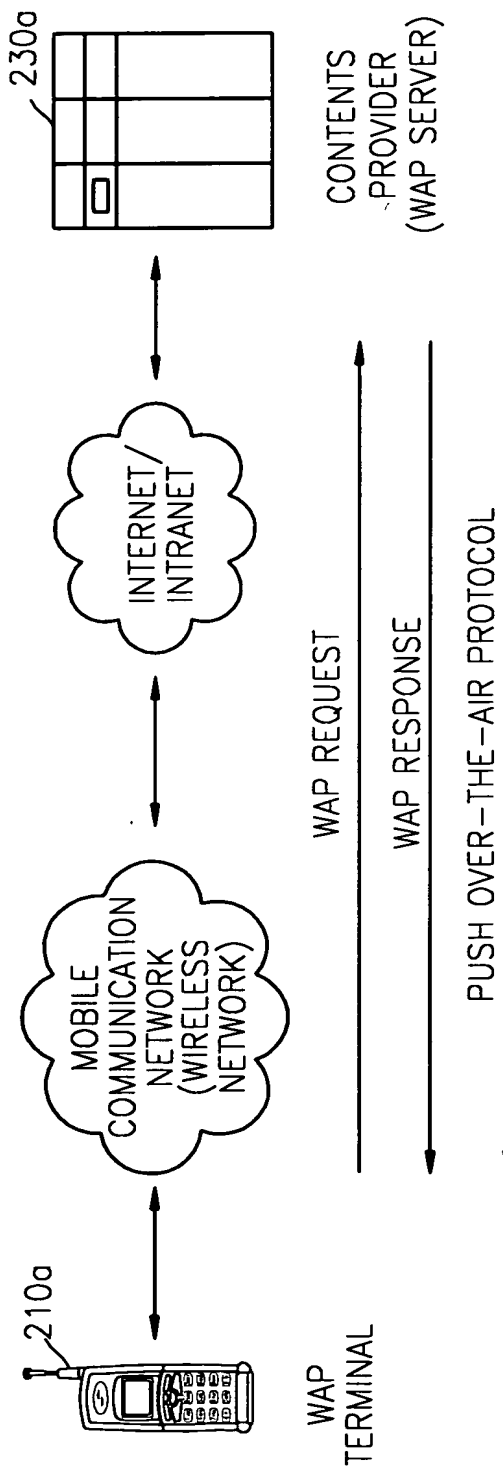 210a
230a
MOBILE
COMMUNICATION
NETWORK
(WIRELESS
NETWORK)
INTERNET/
INTRANET
WAP
TERMINAL
CONTENTS
PROVIDER
(WAP SERVER)
WAP REQUEST
WAP RESPONSE
PUSH OVER-THE-AIR PROTOCOL